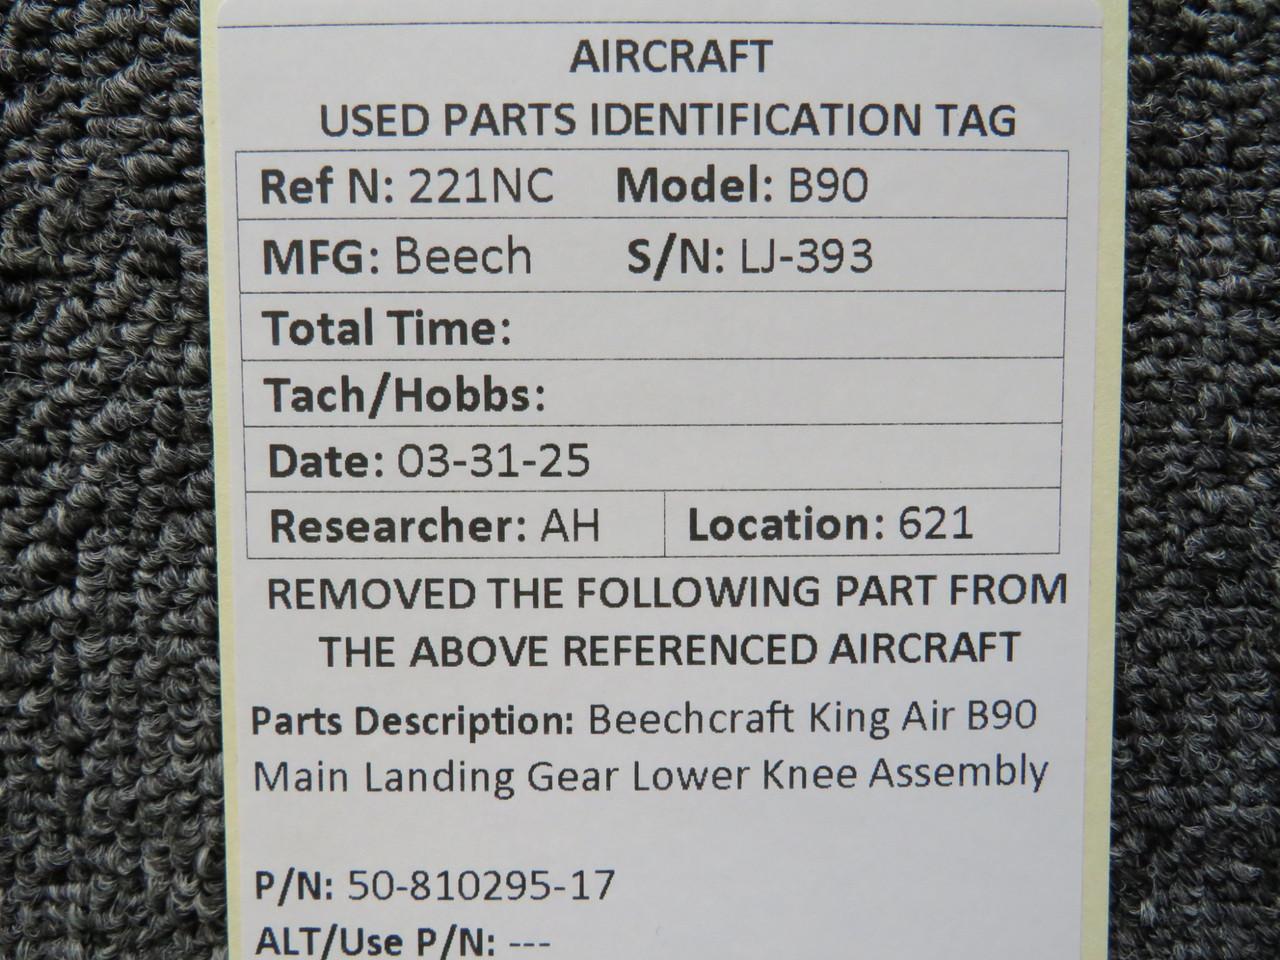 AIRCRAFT
USED PARTS IDENTIFICATION TAG
Ref N: 221NC Model: B90
MFG: Beech S/N: LJ-393
Total Time:
Tach/Hobbs:
Date: 03-31-25
Researcher: AH Location: 621
REMOVED THE FOLLOWING PART FROM
THE ABOVE REFERENCED AIRCRAFT
Parts Description: Beechcraft King Air B90
Main Landing Gear Lower Knee Assembly
P/N: 50-810295-17
ALT/Use P/N: ---